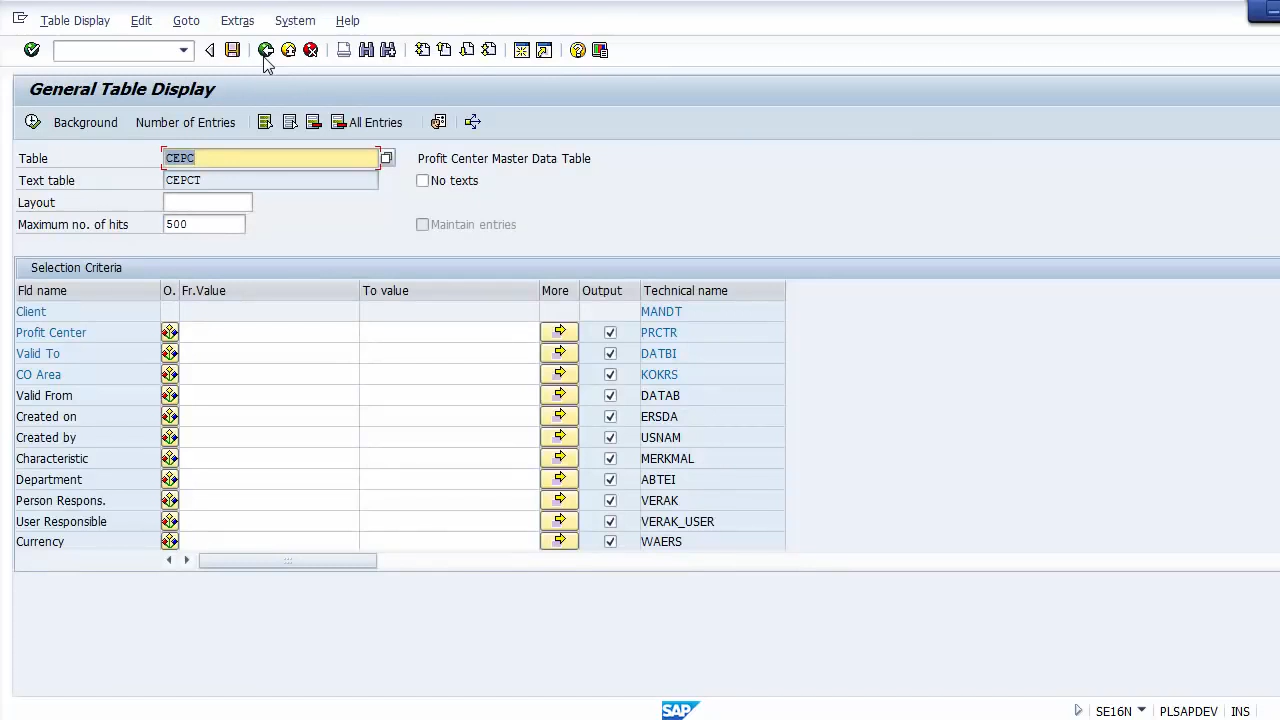 Table Display Edit Goto Extras System Help
General Table Display
Background Number of Entries All Entries
Table CEPC Profit Center Master Data Table
Text table CEPCT No texts
Layout
Maximum no. of hits 500 Maintain entries
Selection Criteria
Fld name O. Fr.Value To value More Output Technical name
Client MANDT
Profit Center PRCTR
Valid To DATBI
CO Area KOKRS
Valid From DATAB
Created on ERSDA
Created by USNAM
Characteristic MERKMAL
Department ABTEI
Person Respons. VERAK
User Responsible VERAK_USER
Currency WAERS
SAP SE16N PLSAPDEV INS